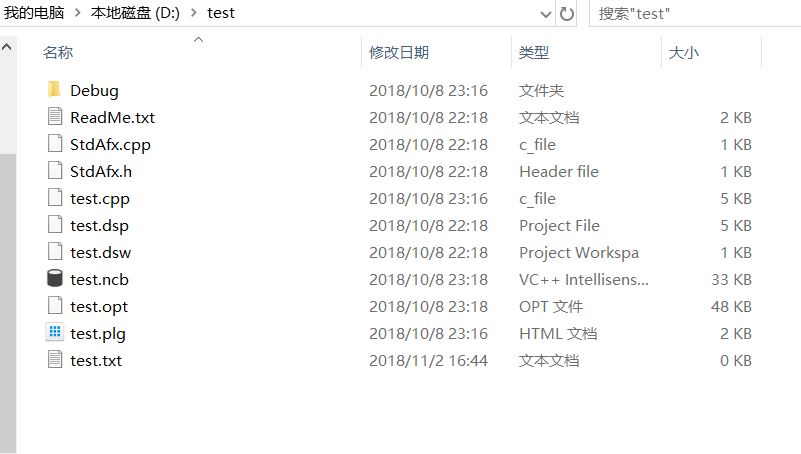 我的电脑 > 本地磁盘 (D:) > test 搜索"test"
名称 修改日期 类型 大小
Debug 2018/10/8 23:16 文件夹
ReadMe.txt 2018/10/8 22:18 文本文档 2 KB
StdAfx.cpp 2018/10/8 22:18 c_file 1 KB
StdAfx.h 2018/10/8 22:18 Header file 1 KB
test.cpp 2018/10/8 23:16 c_file 5 KB
test.dsp 2018/10/8 22:18 Project File 5 KB
test.dsw 2018/10/8 22:18 Project Workspa 1 KB
test.ncb 2018/10/8 23:18 VC++ Intellisens... 33 KB
test.opt 2018/10/8 23:18 OPT 文件 48 KB
test.plg 2018/10/8 23:16 HTML 文档 2 KB
test.txt 2018/11/2 16:44 文本文档 0 KB